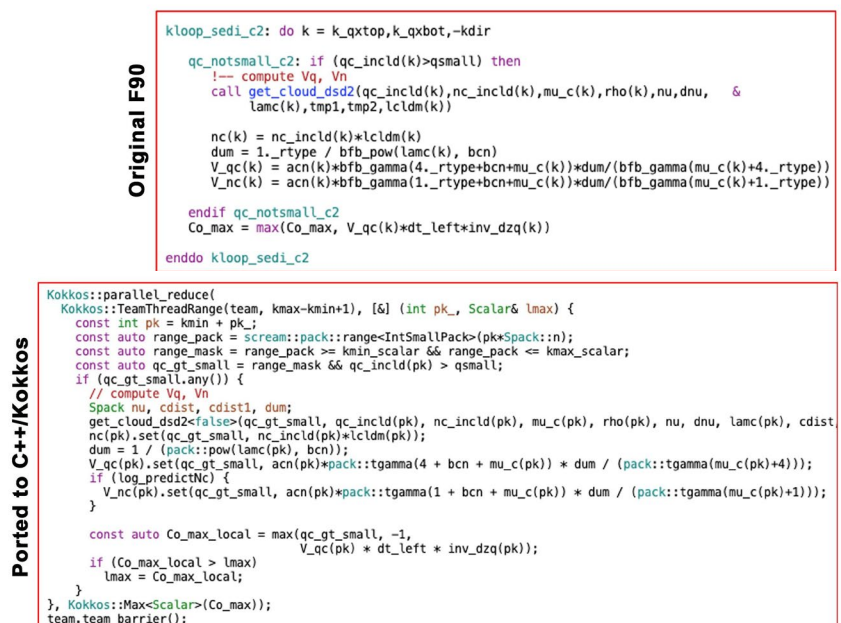 Original F90
kloop_sedi_c2: do k = k_qxtop,k_qxbot,-kdir
qc_notsmall_c2: if (qc_incld(k)>qsmall) then
!-- compute Vq, Vn
call get_cloud_dsd2(qc_incld(k),nc_incld(k),mu_c(k),rho(k),nu,dnu, &
lamc(k),tmp1,tmp2,lcldm(k))
nc(k) = nc_incld(k)*lcldm(k)
dum = 1._rtype / bfb_pow(lamc(k), bcn)
V_qc(k) = acn(k)*bfb_gamma(4._rtype+bcn+mu_c(k))*dum/(bfb_gamma(mu_c(k)+4._rtype))
V_nc(k) = acn(k)*bfb_gamma(1._rtype+bcn+mu_c(k))*dum/(bfb_gamma(mu_c(k)+1._rtype))
endif qc_notsmall_c2
Co_max = max(Co_max, V_qc(k)*dt_left*inv_dzq(k))
enddo kloop_sedi_c2
Ported to C++/Kokkos
Kokkos::parallel_reduce(
Kokkos::TeamThreadRange(team, kmax-kmin+1), [&] (int pk_, Scalar& lmax) {
const int pk = kmin + pk_;
const auto range_pack = scream::pack::range<IntSmallPack>(pk*Spack::n);
const auto range_mask = range_pack >= kmin_scalar && range_pack <= kmax_scalar;
const auto qc_gt_small = range_mask && qc_incld(pk) > qsmall;
if (qc_gt_small.any()) {
// compute Vq, Vn
Spack nu, cdist, cdist1, dum;
get_cloud_dsd2<false>(qc_gt_small, qc_incld(pk), nc_incld(pk), mu_c(pk), rho(pk), nu, dnu, lamc(pk), cdist,
nc(pk).set(qc_gt_small, nc_incld(pk)*lcldm(pk));
dum = 1 / (pack::pow(lamc(pk), bcn));
V_qc(pk).set(qc_gt_small, acn(pk)*pack::tgamma(4 + bcn + mu_c(pk)) * dum / (pack::tgamma(mu_c(pk)+4)));
if (log_predictNc) {
V_nc(pk).set(qc_gt_small, acn(pk)*pack::tgamma(1 + bcn + mu_c(pk)) * dum / (pack::tgamma(mu_c(pk)+1)));
}
const auto Co_max_local = max(qc_gt_small, -1,
V_qc(pk) * dt_left * inv_dzq(pk));
if (Co_max_local > lmax)
lmax = Co_max_local;
}
}, Kokkos::Max<Scalar>(Co_max));
team.team_barrier();